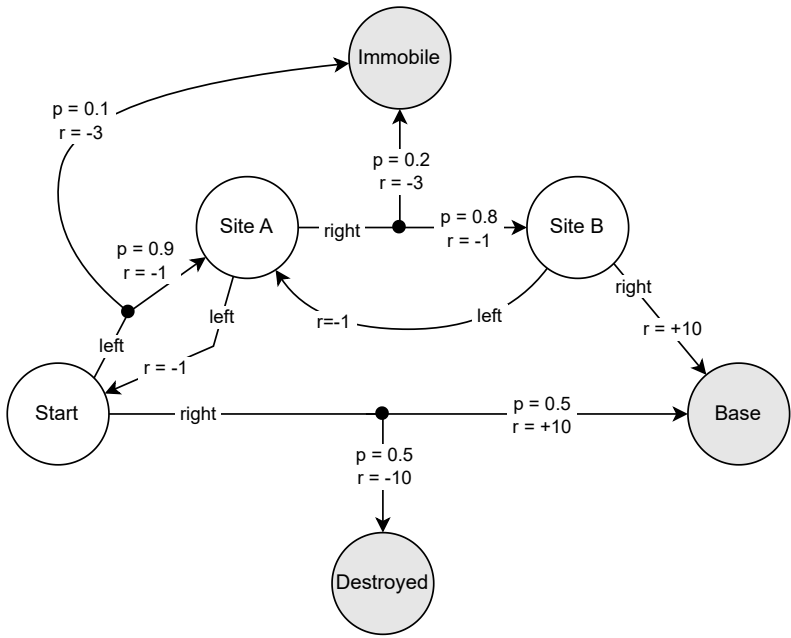 Immobile
p = 0.1
r = -3
p = 0.2
r = -3
Site A
right
p = 0.8
r = -1
Site B
p = 0.9
r = -1
left
r=-1
left
right
r = +10
left
r = -1
Start
right
p = 0.5
r = +10
Base
p = 0.5
r = -10
Destroyed